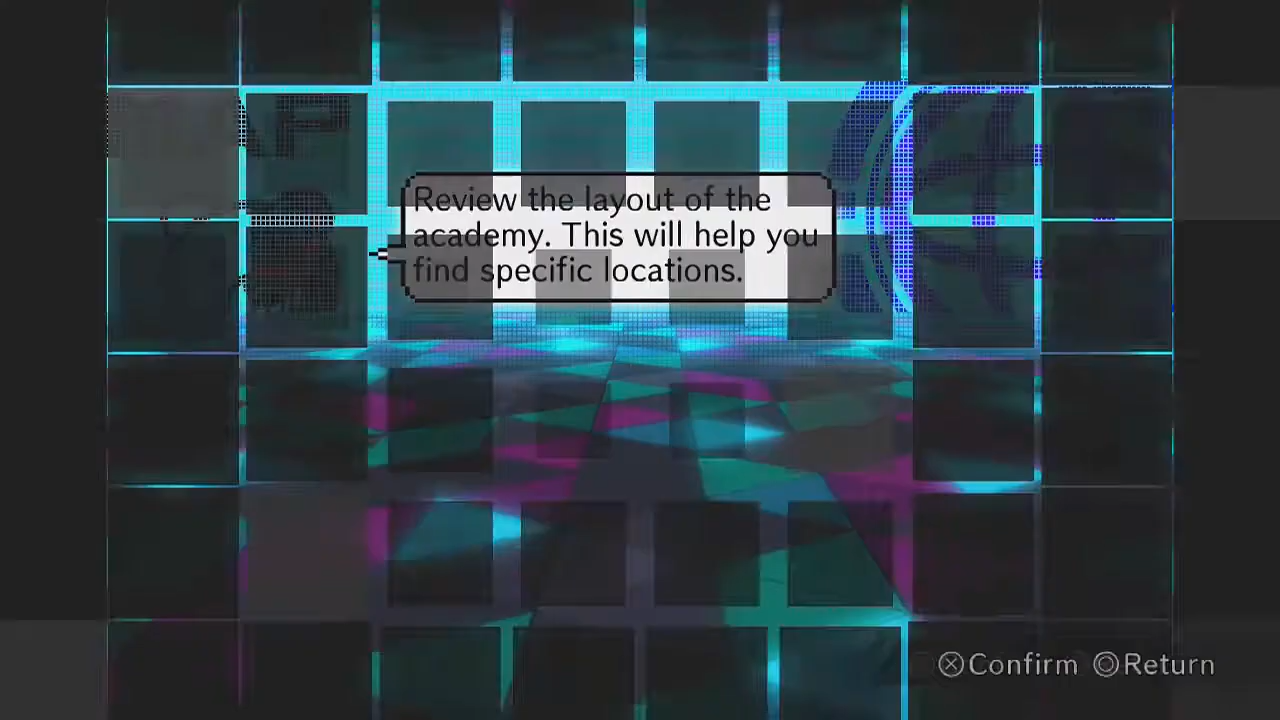 Review the layout of the
academy. This will help you
find specific locations.
Confirm Return